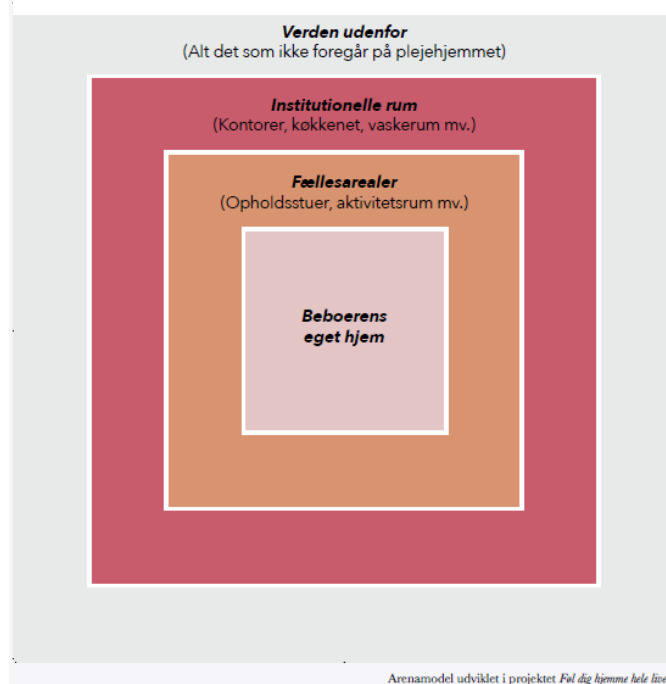 Verden udenfor
(Alt det som ikke foregår på plejehjemmet)
Institutionelle rum
(Kontorer, køkkenet, vaskerum mv.)
Fællesarealer
(Opholdsstuer, aktivitetsrum mv.)
Beboerens
eget hjem
Arenamodel udviklet i projektet Føl dig hjemme hele live